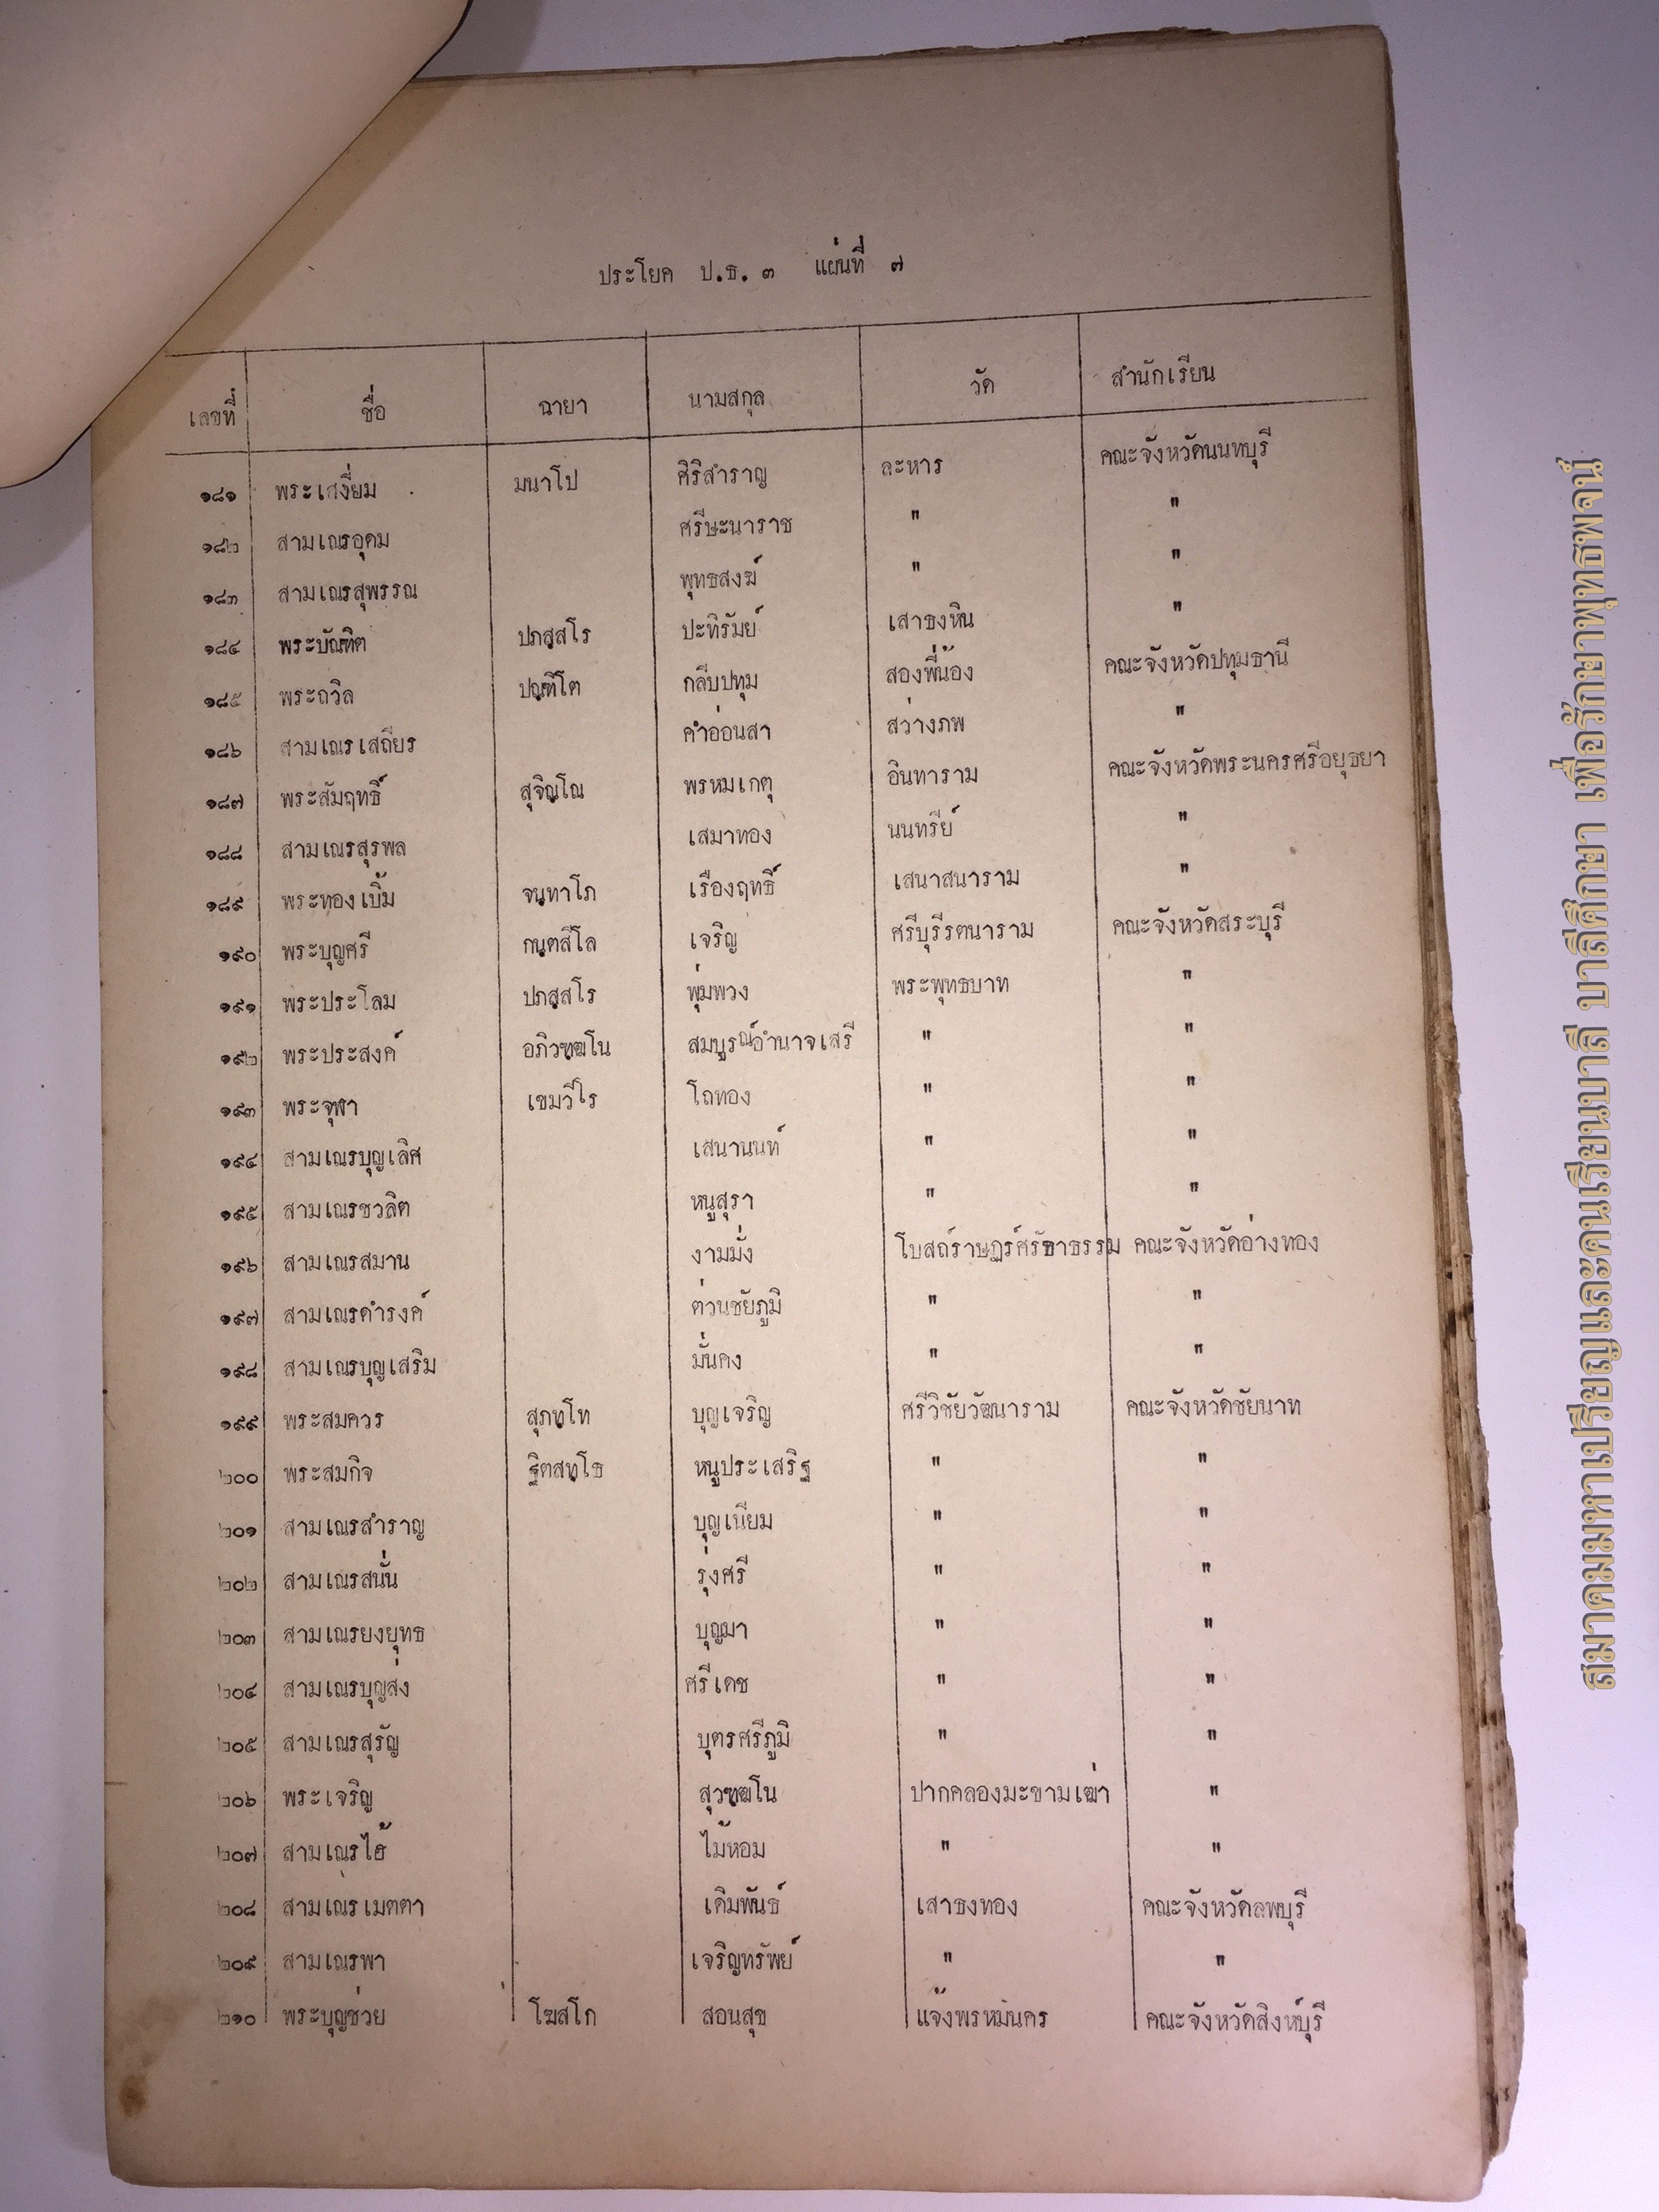 ประโยค ป.ธ. ๓ แผ่นที่ ๗
เลขที่ ชื่อ ฉายา นามสกุล วัด สำนักเรียน
๑๘๑ พระเสงี่ยม มนาโป ศิริสำราญ ละหาร คณะจังหวัดนนทบุรี
๑๘๒ สามเณรอุดม ศรีษะนาราช " "
๑๘๓ สามเณรสุพรรณ พุทธสงฆ์ " "
๑๘๔ พระบัณฑิต ปภสฺสโร ปะทิรัมย์ เสาธงหิน "
๑๘๕ พระถวิล ปณฺฑิโต กลีบปทุม สองพี่น้อง คณะจังหวัดปทุมธานี
๑๘๖ สามเณรเสถียร คำอ่อนสา สว่างภพ "
๑๘๗ พระสัมฤทธิ์ สุจิณฺโณ พรหมเกตุ อินทาราม คณะจังหวัดพระนครศรีอยุธยา
๑๘๘ สามเณรสุรพล เสมาทอง นนทรีย์ "
๑๘๙ พระทองเบิ้ม จนฺทาโภ เรืองฤทธิ์ เสนาสนาราม "
๑๙๐ พระบุญศรี กนฺตสีโล เจริญ ศรีบุรีรตนาราม คณะจังหวัดสระบุรี
๑๙๑ พระประโลม ปภสฺสโร พุ่มพวง พระพุทธบาท "
๑๙๒ พระประสงค์ อภิวฑฺฒโน สมบูรณ์อำนาจเสรี " "
๑๙๓ พระจุฬา เขมวีโร โถทอง " "
๑๙๔ สามเณรบุญเลิศ เสนานนท์ " "
๑๙๕ สามเณรชวลิต หนูสุรา " "
๑๙๖ สามเณรสมาน งามมั่ง โบสถ์ราษฎร์ศรัธาธรรม คณะจังหวัดอ่างทอง
๑๙๗ สามเณรดำรงค์ ต่วนชัยภูมิ " "
๑๙๘ สามเณรบุญเสริม มั่นคง " "
๑๙๙ พระสมควร สุภทฺโท บุญเจริญ ศรีวิชัยวัฒนาราม คณะจังหวัดชัยนาท
๒๐๐ พระสมกิจ ฐิตสทฺโธ หนูประเสริฐ " "
๒๐๑ สามเณรสำราญ บุญเนียม " "
๒๐๒ สามเณรสนั่น รุ่งศรี " "
๒๐๓ สามเณรยงยุทธ บุญมา " "
๒๐๔ สามเณรบุญส่ง ศรีเดช " "
๒๐๕ สามเณรสุรัญ บุตรศรีภูมิ " "
๒๐๖ พระเจริญ สุวฑฺฒโน ปากคลองมะขามเฒ่า "
๒๐๗ สามเณรไฮ้ ไม้หอม " "
๒๐๘ สามเณรเมตตา เดิมพันธ์ เสาธงทอง คณะจังหวัดลพบุรี
๒๐๙ สามเณรพา เจริญทรัพย์ " "
๒๑๐ พระบุญช่วย โฆสโก สอนสุข แจ้งพรหมนคร คณะจังหวัดสิงห์บุรี
สมาคมมหาเปรียญและคนเรียนบาลี บาลีศึกษา เพื่อรักษาพุทธพจน์